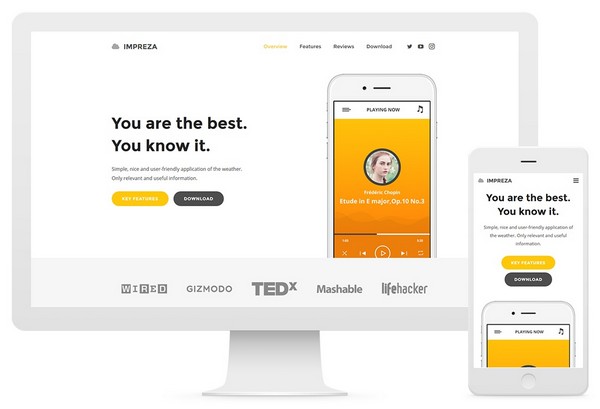 IMPREZA
Overview Features Reviews Download
You are the best.
You know it.
Simple, nice and user-friendly application of the weather.
Only relevant and useful information.
KEY FEATURES DOWNLOAD
PLAYING NOW
Frédéric Chopin
Etude in E major,Op.10 No.3
WIRED GIZMODO TEDx Mashable lifehacker
IMPREZA
You are the best.
You know it.
Simple, nice and user-friendly application of
the weather. Only relevant and useful
information.
KEY FEATURES
DOWNLOAD
PLAYING NOW